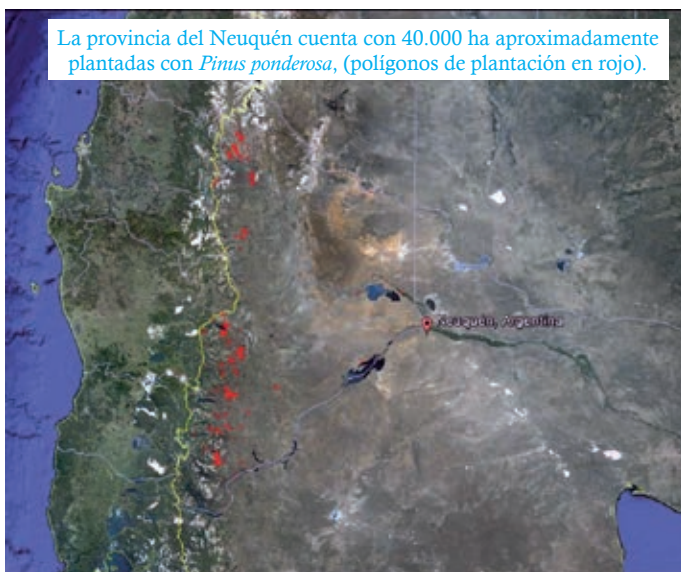 La provincia del Neuquén cuenta con 40.000 ha aproximadamente
plantadas con Pinus ponderosa, (polígonos de plantación en rojo).
Neuquén, Argentina